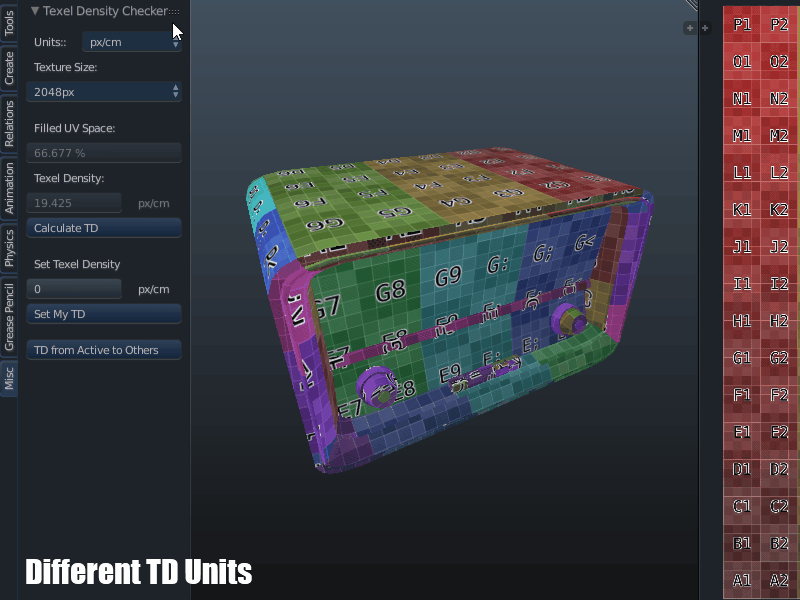 Texel Density Checker
Units::
px/cm
Texture Size:
2048px
Filled UV Space:
66.677 %
Texel Density:
19.425
px/cm
Calculate TD
Set Texel Density
0
px/cm
Set My TD
TD from Active to Others
Tools
Create
Relations
Animation
Physics
Grease Pencil
Misc
G7 G8 G9 G: G; G<
E7 E8 E9 E: E;
G6 G5 G4 G3
F6 F5 F4
P1 P2
O1 O2
N1 N2
M1 M2
L1 L2
K1 K2
J1 J2
I1 I2
H1 H2
G1 G2
F1 F2
E1 E2
D1 D2
C1 C2
B1 B2
A1 A2
Different TD Units